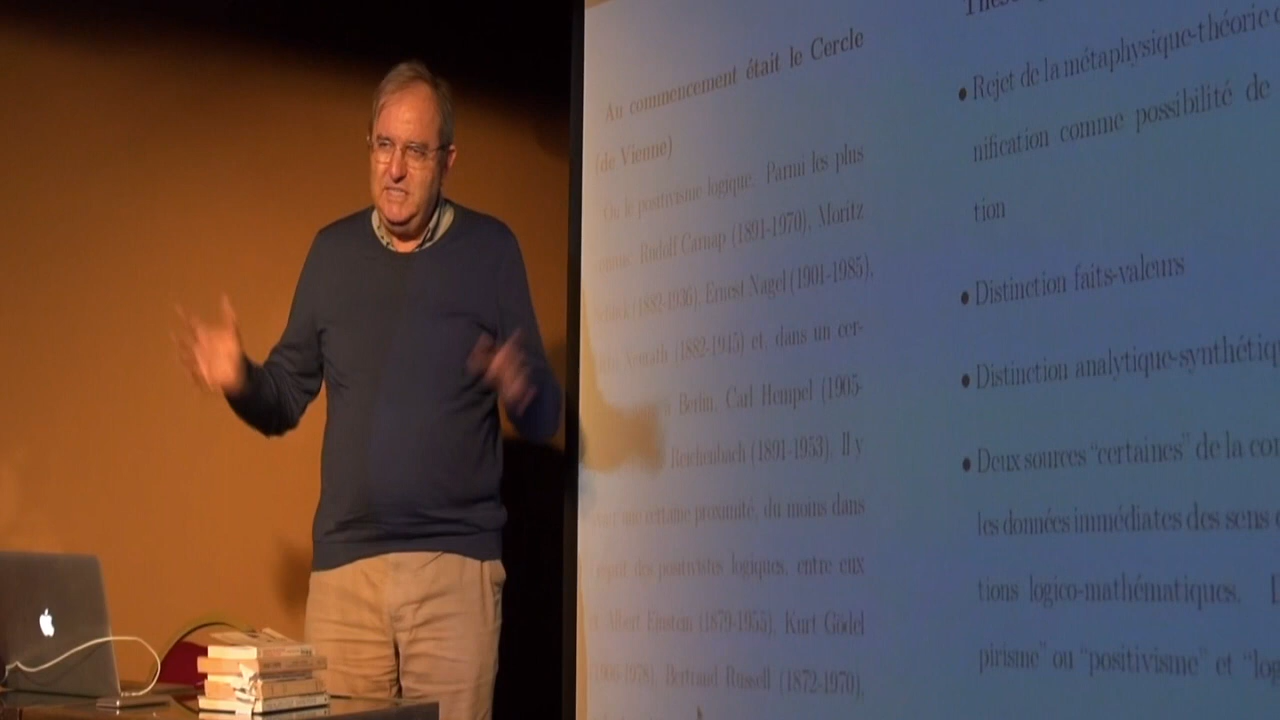 Au commencement était le Cercle
(de Vienne)
Ou le positivisme logique. Parmi les plus
connus: Rudolf Carnap (1891-1970), Moritz
Schlick (1882-1936), Ernest Nagel (1901-1985),
Neurath (1882-1945) et, dans un cer-
à Berlin, Carl Hempel (1905-
Reichenbach (1891-1953). Il y
une certaine proximité, du moins dans
l'esprit des positivistes logiques, entre eux
et Albert Einstein (1879-1955), Kurt Gödel
(1906-1978), Bertrand Russell (1872-1970),
• Rejet de la métaphysique-théorie
nification comme possibilité de
tion
• Distinction faits-valeurs
• Distinction analytique-synthétiq
• Deux sources “certaines” de la con
les données immédiates des sens
tions logico-mathématiques.
pirisme” ou “positivisme” et “log